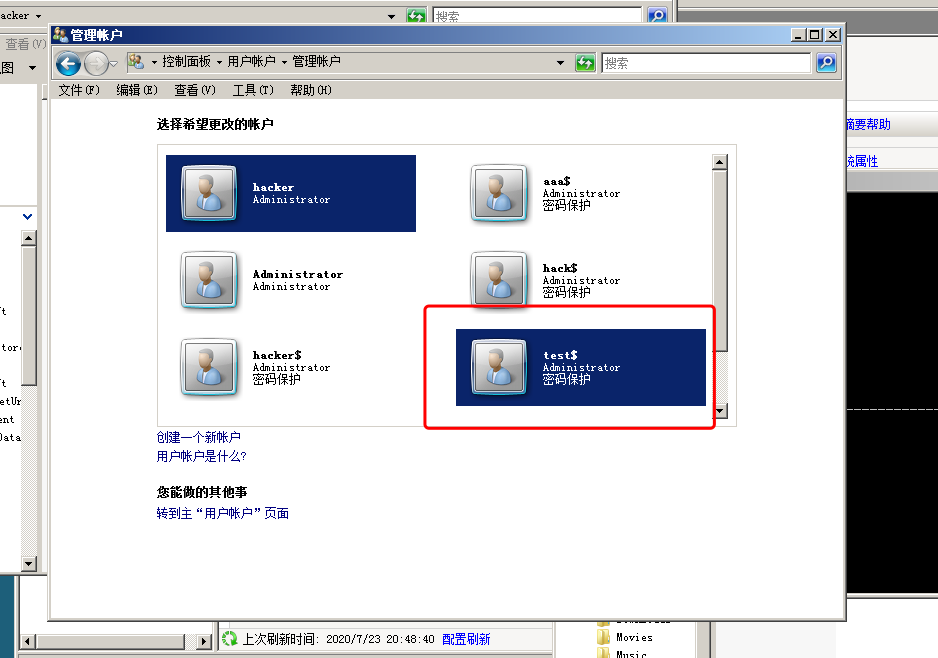 acker
搜索
查看(V)
图
管理帐户
控制面板 用户帐户 管理帐户
搜索
文件(F) 编辑(E) 查看(V) 工具(T) 帮助(H)
选择希望更改的帐户
hacker
Administrator
aaa$
Administrator
密码保护
Administrator
Administrator
hack$
Administrator
密码保护
hacker$
Administrator
密码保护
test$
Administrator
密码保护
创建一个新帐户
用户帐户是什么?
您能做的其他事
转到主“用户帐户”页面
摘要帮助
统属性
上次刷新时间: 2020/7/23 20:48:40 配置刷新
Movies
Music